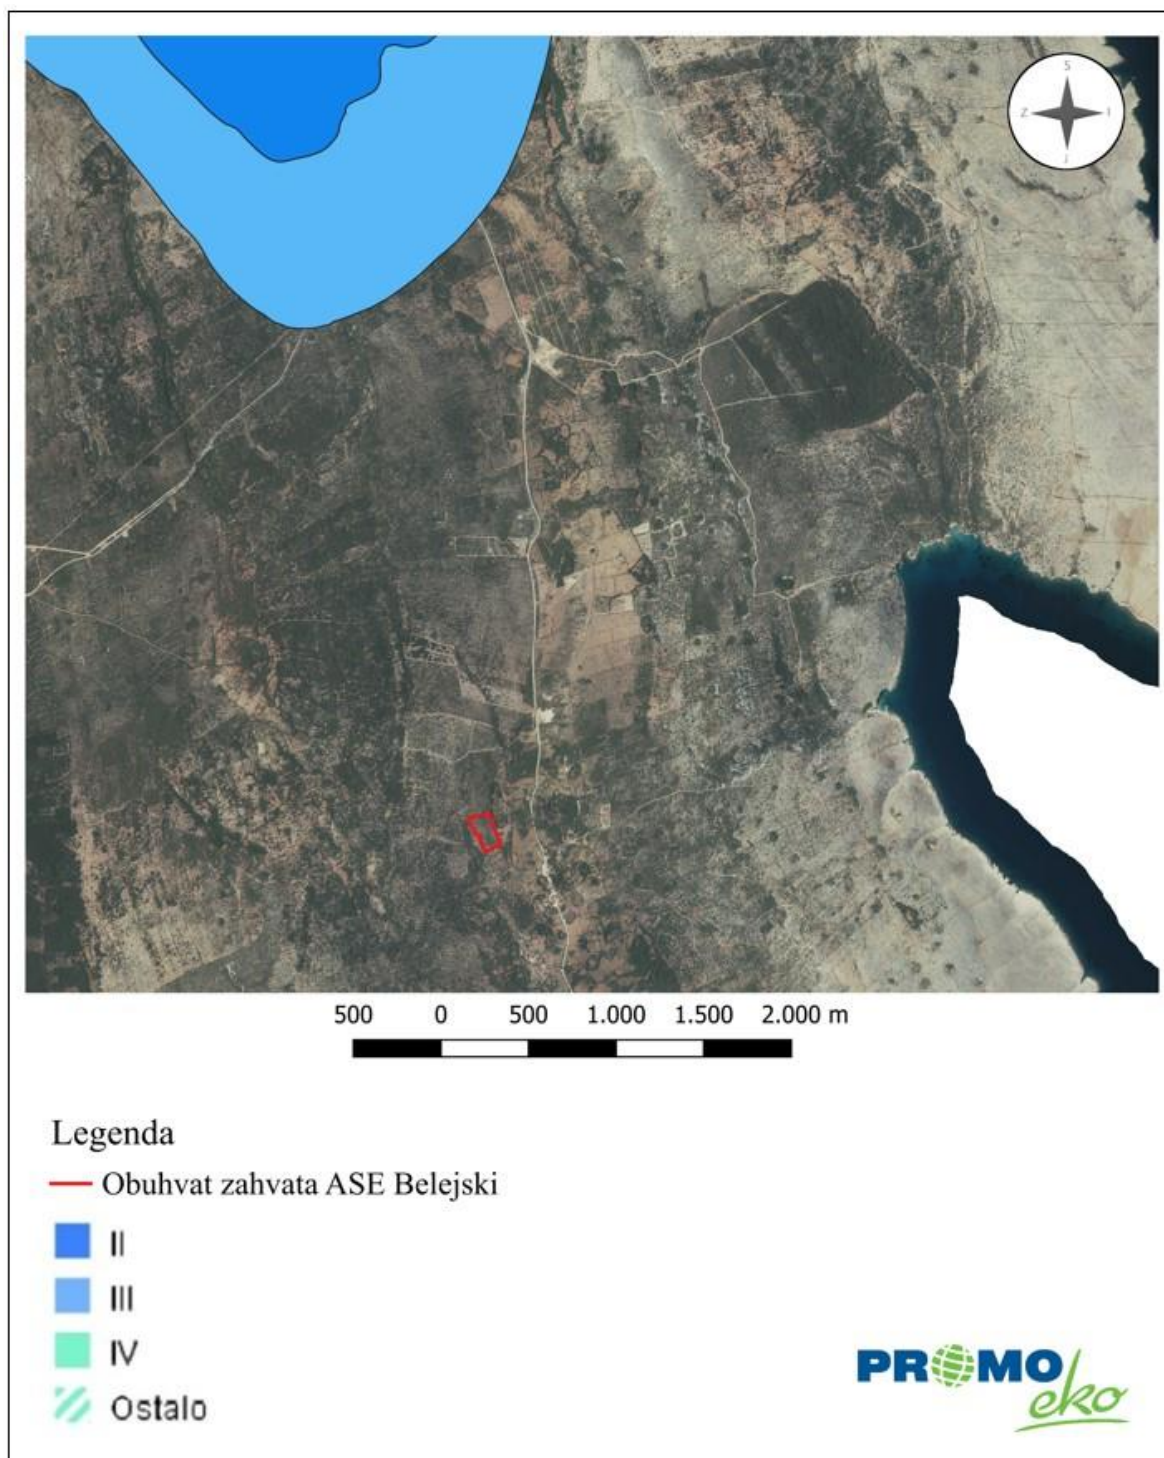 S
Z I
J
500 0 500 1.000 1.500 2.000 m
Legenda
Obuhvat zahvata ASE Belejski
II
III
IV
Ostalo
PROMO
eko